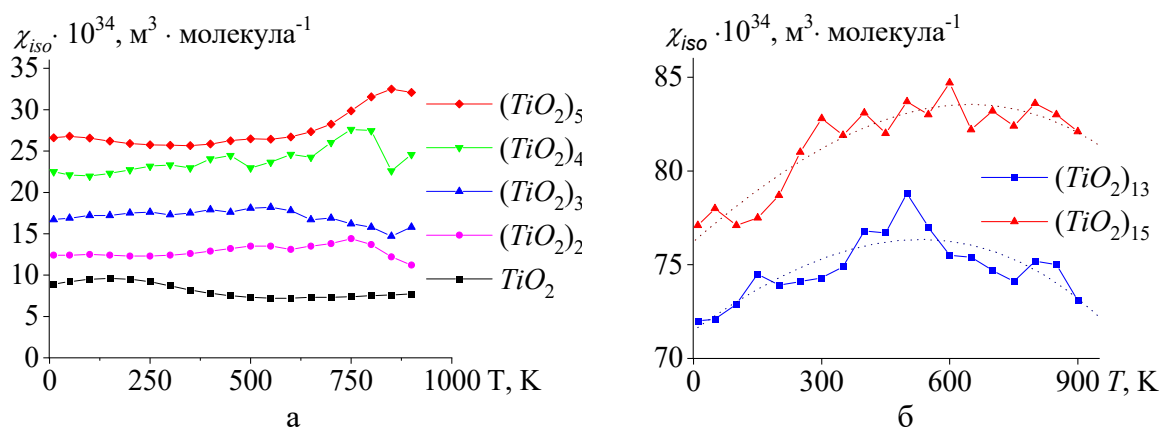 χiso · 10³⁴, м³ · молекула⁻¹
35
30
25
20
15
10
5
0
0 250 500 750 1000 T, K
(TiO₂)₅
(TiO₂)₄
(TiO₂)₃
(TiO₂)₂
TiO₂
а
χiso ·10³⁴, м³ · молекула⁻¹
85
80
75
70
0 300 600 900 T, K
(TiO₂)₁₃
(TiO₂)₁₅
б